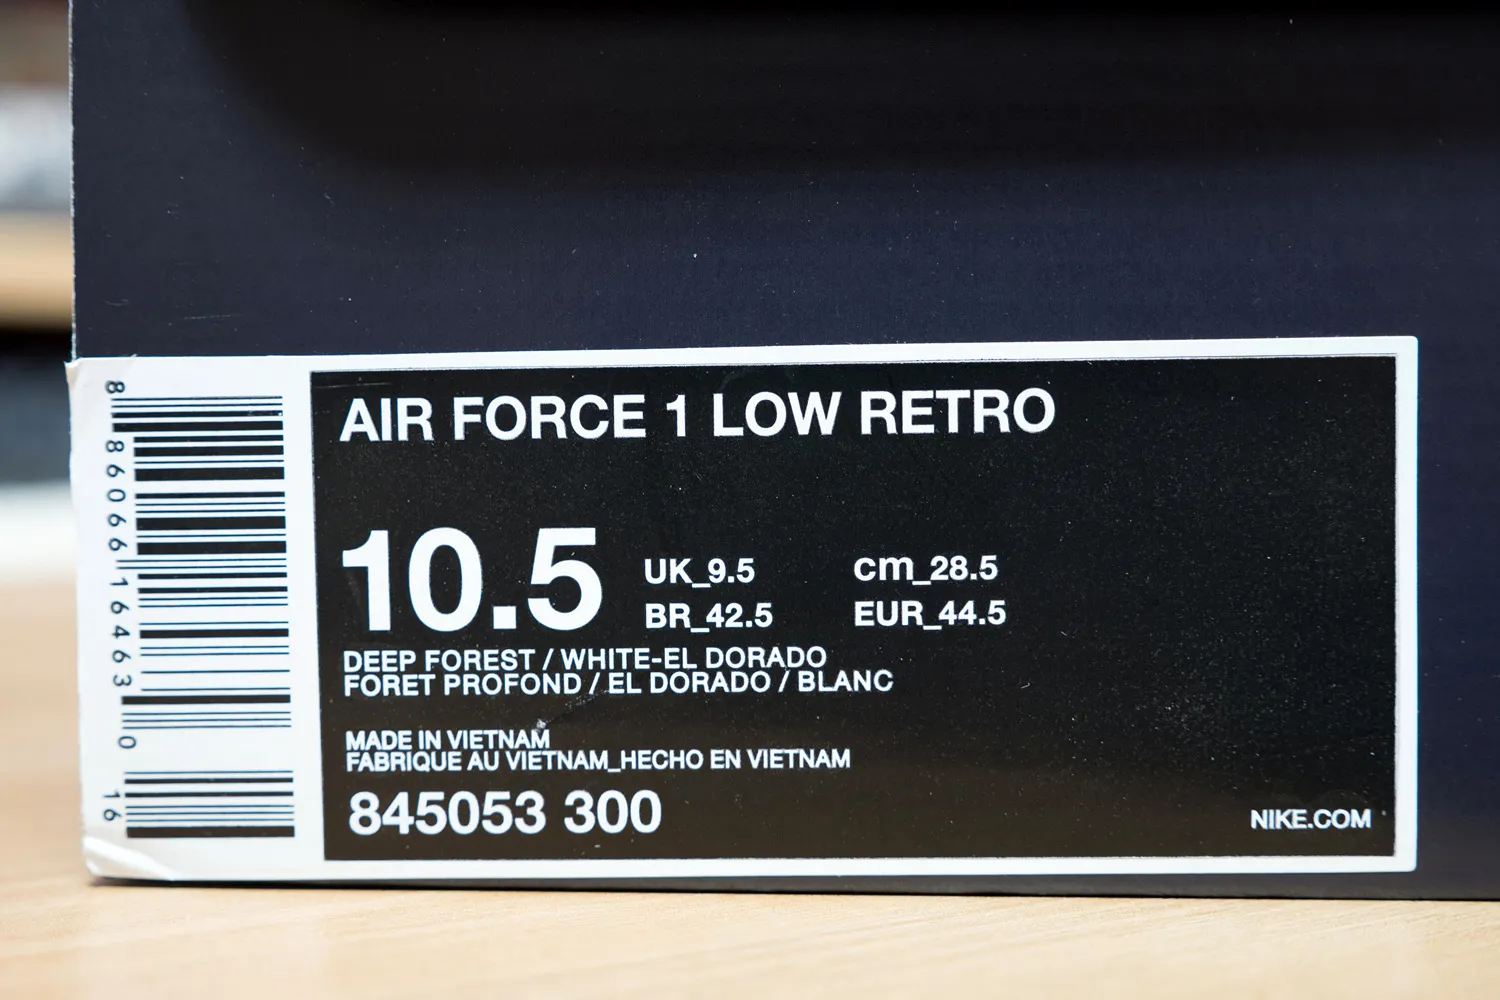 AIR FORCE 1 LOW RETRO
10.5
UK_9.5 cm_28.5
BR_42.5 EUR_44.5
DEEP FOREST / WHITE-EL DORADO
FORET PROFOND / EL DORADO / BLANC
MADE IN VIETNAM
FABRIQUE AU VIETNAM_HECHO EN VIETNAM
845053 300
NIKE.COM
8 86066 16463 0
16